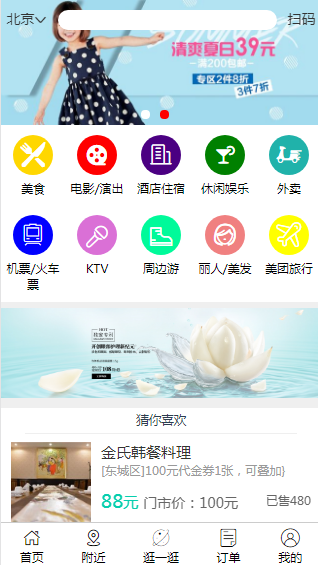 北京
扫码
SUMMER
清爽夏日39元
满200包邮
专区2件8折
3件7折
美食
电影/演出
酒店住宿
休闲娱乐
外卖
机票/火车票
KTV
周边游
丽人/美发
美团旅行
猜你喜欢
金氏韩餐料理
[东城区]100元代金券1张，可叠加}
88元 门市价：100元
已售480
首页
附近
逛一逛
订单
我的